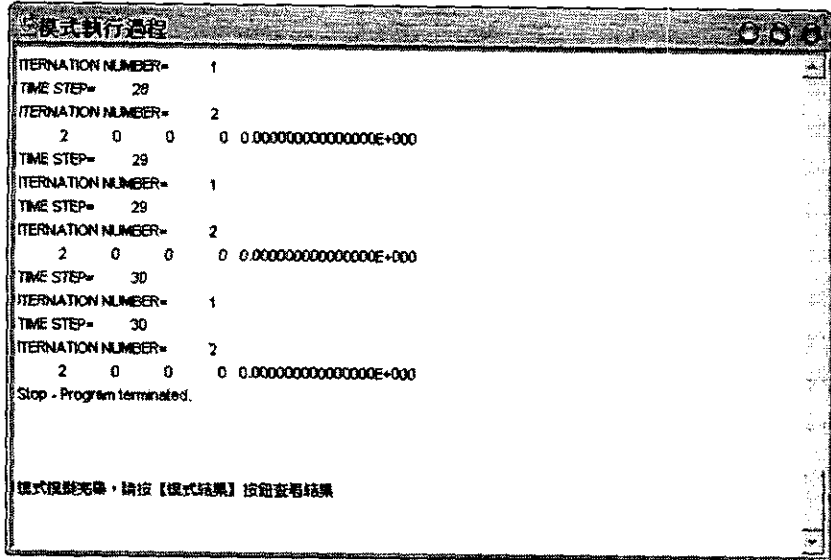 模式執行過程
ITERNATION NUMBER= 1
TIME STEP= 28
ITERNATION NUMBER= 2
2 0 0 0 0.000000000000000E+000
TIME STEP= 29
ITERNATION NUMBER= 1
TIME STEP= 29
ITERNATION NUMBER= 2
2 0 0 0 0.000000000000000E+000
TIME STEP= 30
ITERNATION NUMBER= 1
TIME STEP= 30
ITERNATION NUMBER= 2
2 0 0 0 0.000000000000000E+000
Stop - Program terminated.
模式模擬完畢，請按【模式結果】按鈕查看結果